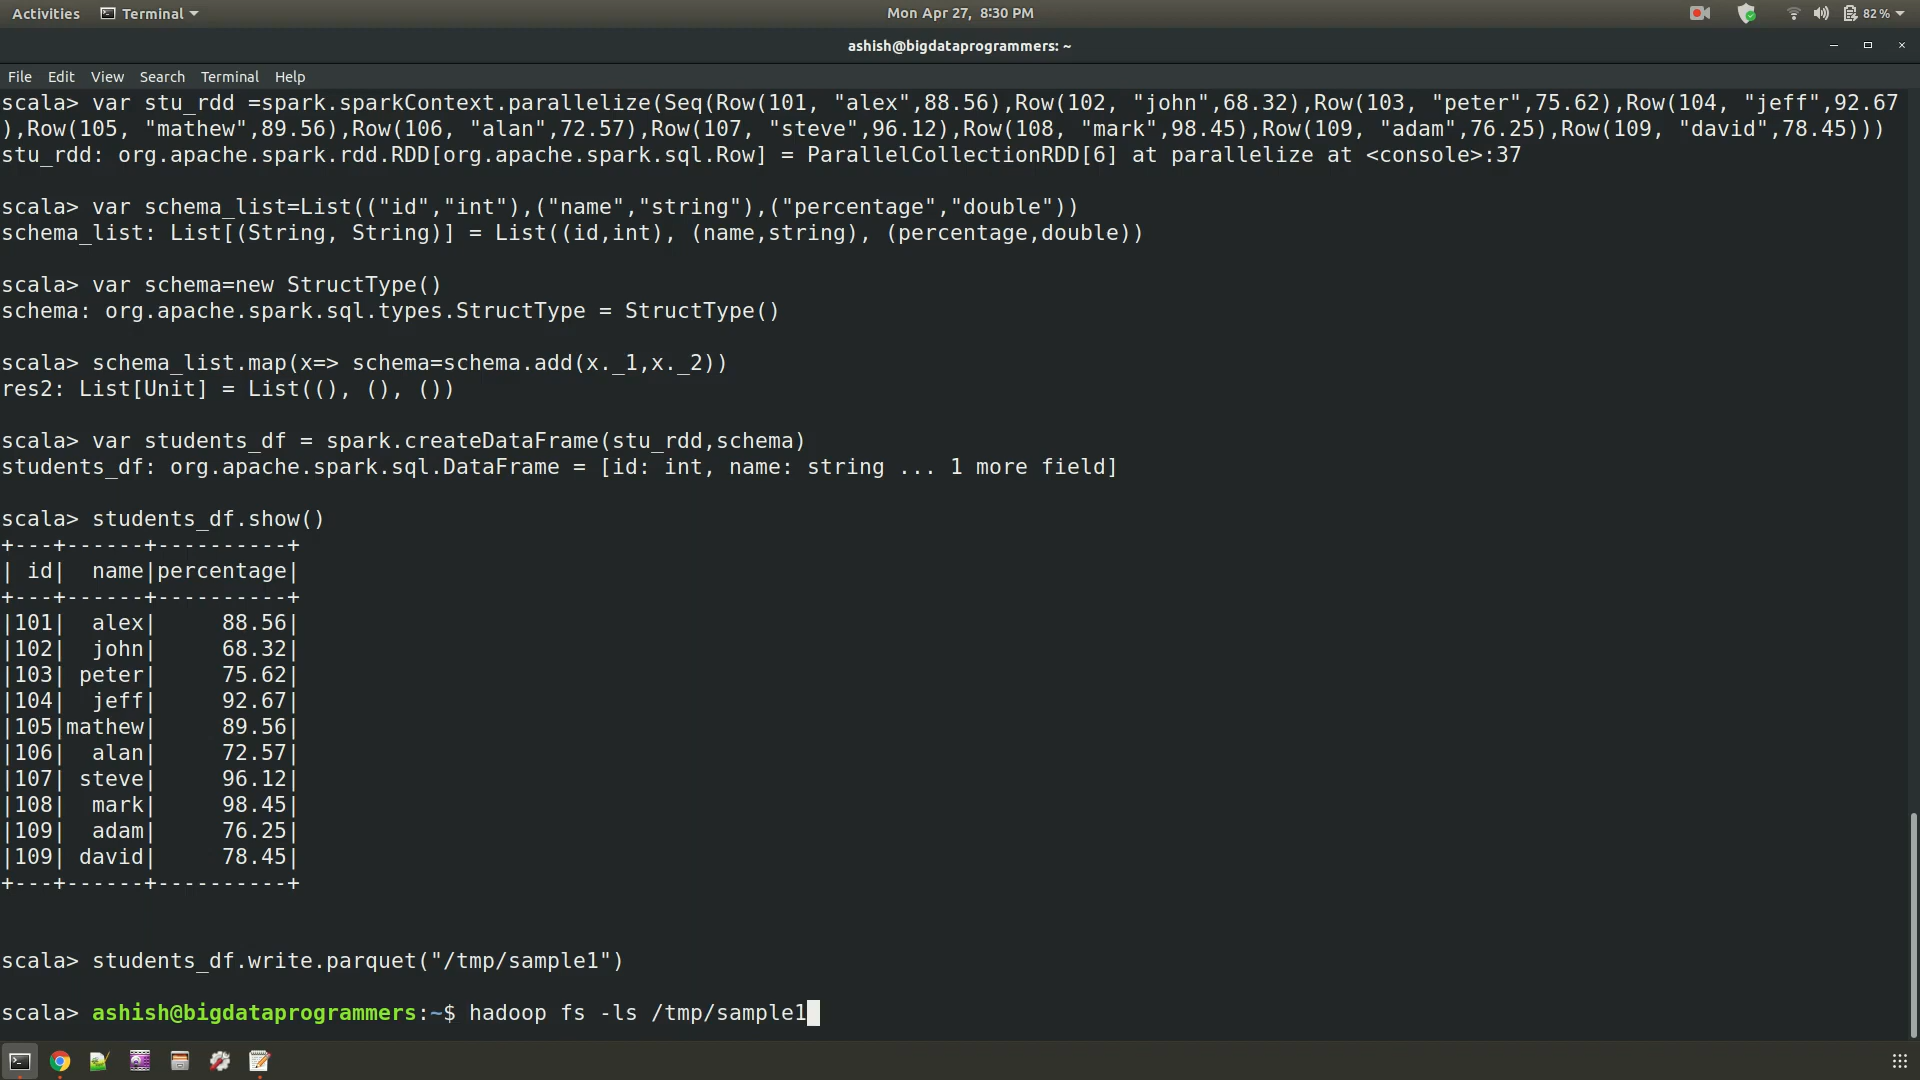 Activities Terminal Mon Apr 27, 8:30 PM 82 %
ashish@bigdataprogrammers: ~
File Edit View Search Terminal Help
scala> var stu_rdd =spark.sparkContext.parallelize(Seq(Row(101, "alex",88.56),Row(102, "john",68.32),Row(103, "peter",75.62),Row(104, "jeff",92.67
),Row(105, "mathew",89.56),Row(106, "alan",72.57),Row(107, "steve",96.12),Row(108, "mark",98.45),Row(109, "adam",76.25),Row(109, "david",78.45)))
stu_rdd: org.apache.spark.rdd.RDD[org.apache.spark.sql.Row] = ParallelCollectionRDD[6] at parallelize at <console>:37
scala> var schema_list=List(("id","int"),("name","string"),("percentage","double"))
schema_list: List[(String, String)] = List((id,int), (name,string), (percentage,double))
scala> var schema=new StructType()
schema: org.apache.spark.sql.types.StructType = StructType()
scala> schema_list.map(x=> schema=schema.add(x._1,x._2))
res2: List[Unit] = List((), (), ())
scala> var students_df = spark.createDataFrame(stu_rdd,schema)
students_df: org.apache.spark.sql.DataFrame = [id: int, name: string ... 1 more field]
scala> students_df.show()
+---+------+----------+
| id|  name|percentage|
+---+------+----------+
|101|  alex|     88.56|
|102|  john|     68.32|
|103| peter|     75.62|
|104|  jeff|     92.67|
|105|mathew|     89.56|
|106|  alan|     72.57|
|107| steve|     96.12|
|108|  mark|     98.45|
|109|  adam|     76.25|
|109| david|     78.45|
+---+------+----------+
scala> students_df.write.parquet("/tmp/sample1")
scala> ashish@bigdataprogrammers:~$ hadoop fs -ls /tmp/sample1